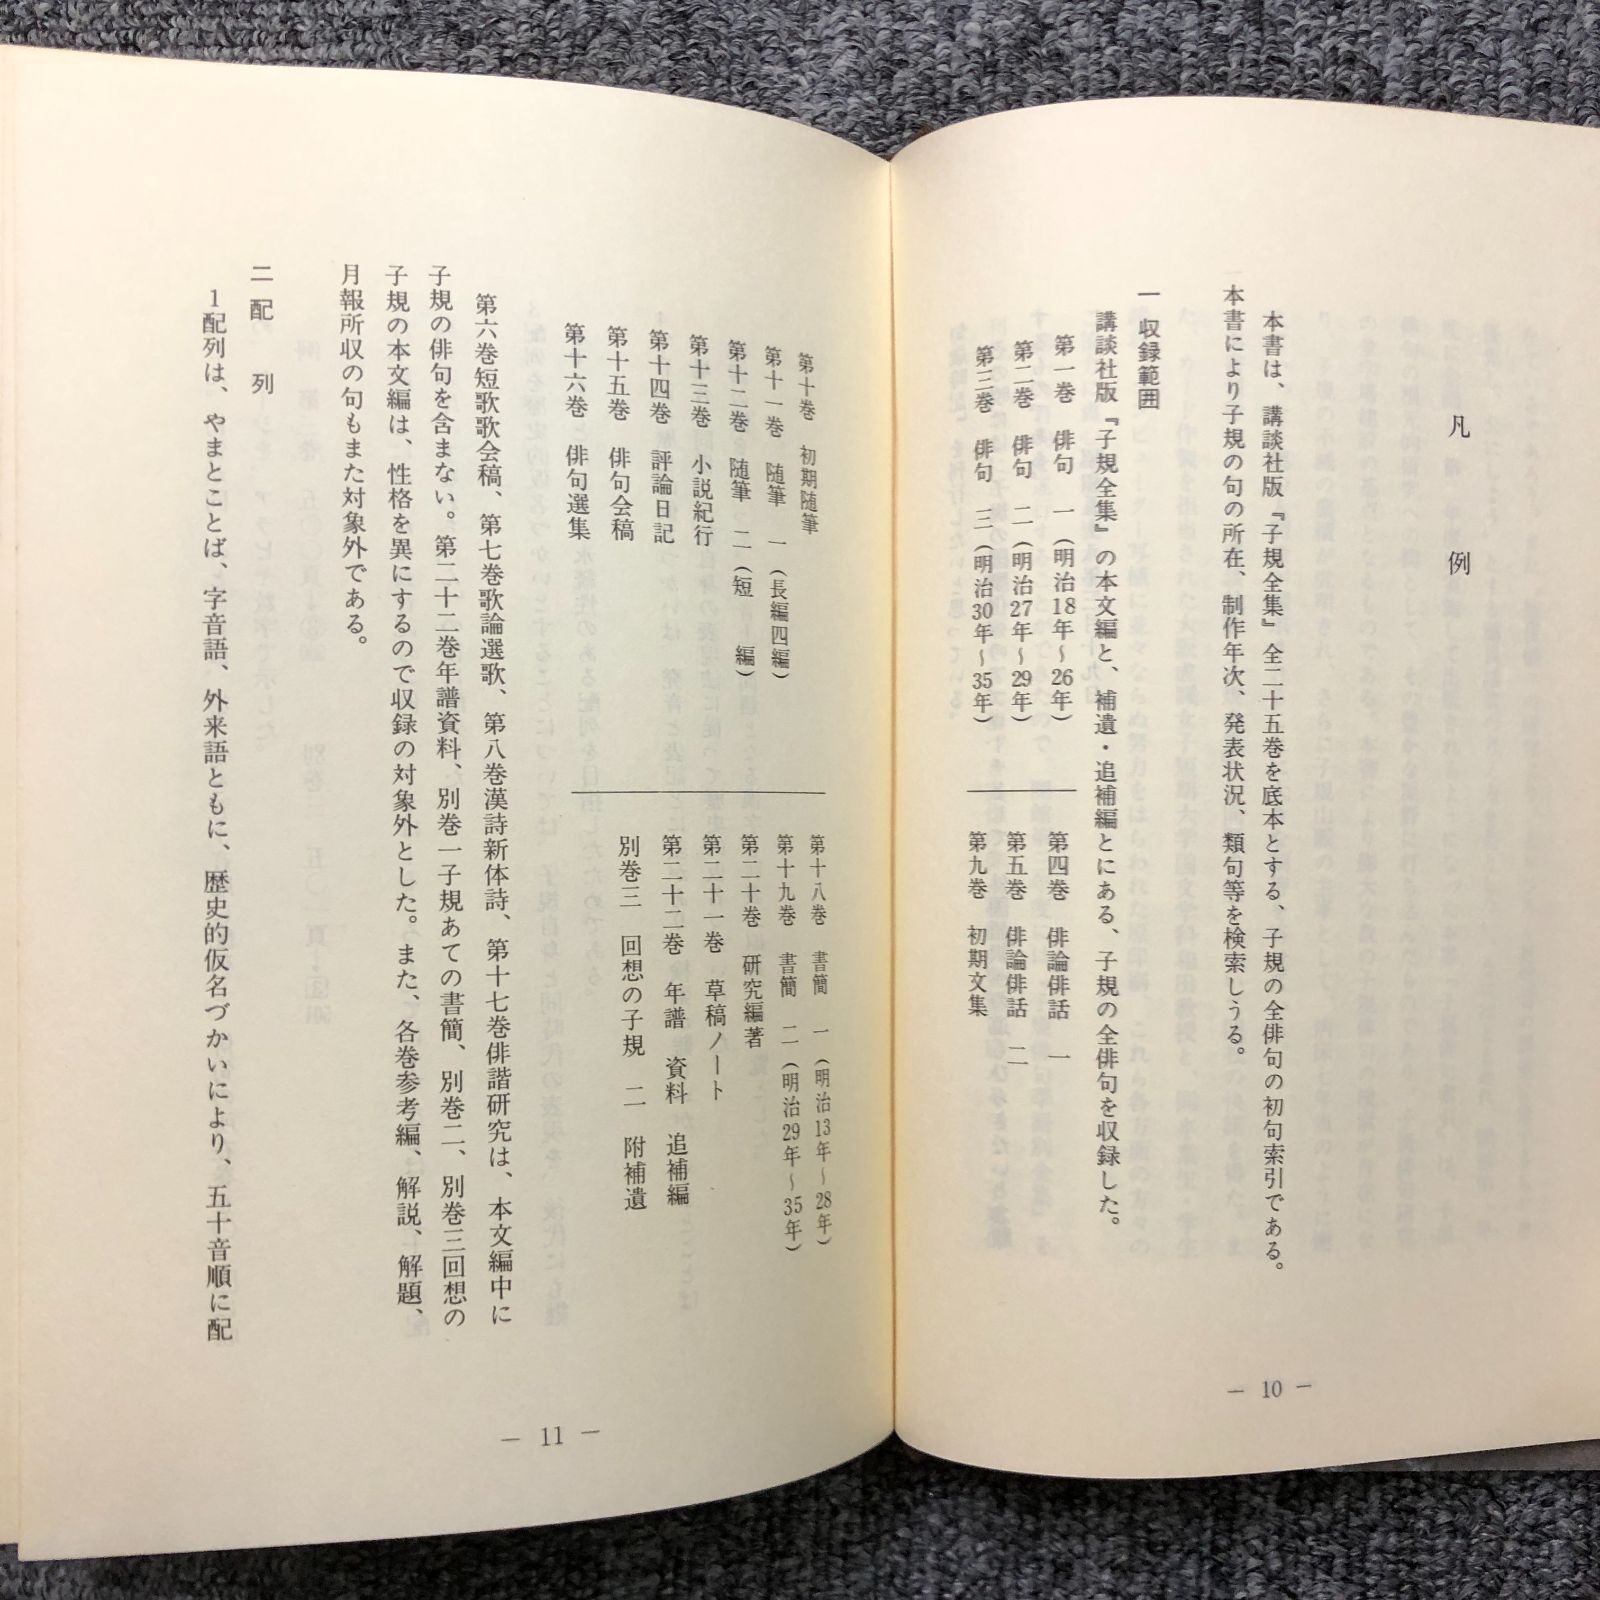 凡例
本書は、講談社版『子規全集』全二十五巻を底本とする、子規の全俳句の初句索引である。
本書により子規の句の所在、制作年次、発表状況、類句等を検索しうる。
一 収録範囲
講談社版『子規全集』の本文編と、補遺・追補編とにある、子規の全俳句を収録した。
第一巻 俳句 一(明治18年〜26年)
第二巻 俳句 二(明治27年〜29年)
第三巻 俳句 三(明治30年〜35年)
第四巻 俳論俳話 一
第五巻 俳論俳話 二
第九巻 初期文集
— 10 —
第十巻 初期随筆
第十一巻 随筆 一(長編四編)
第十二巻 随筆 二(短編)
第十三巻 小説紀行
第十四巻 評論日記
第十五巻 俳句会稿
第十六巻 俳句選集
第十八巻 書簡 一(明治13年〜28年)
第十九巻 書簡 二(明治29年〜35年)
第二十巻 研究編著
第二十一巻 草稿ノート
第二十二巻 年譜 資料 追補編
別巻三 回想の子規 二 附補遺
第六巻短歌歌会稿、第七巻歌論選歌、第八巻漢詩新体詩、第十七巻俳諧研究は、本文編中に
子規の俳句を含まない。第二十二巻年譜資料、別巻一子規あての書簡、別巻二、別巻三回想の
子規の本文編は、性格を異にするので収録の対象外とした。また、各巻参考編、解説、解題、
月報所収の句もまた対象外である。
二 配列
1配列は、やまとことば、字音語、外来語ともに、歴史的仮名づかいにより、五十音順に配
— 11 —